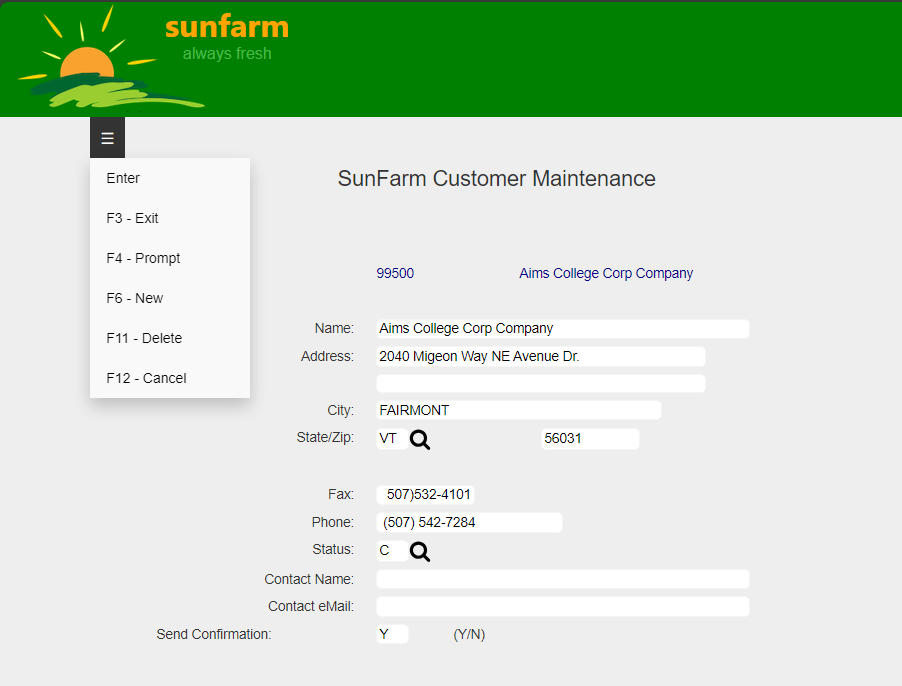 sunfarm
always fresh
☰
Enter
SunFarm Customer Maintenance
F3 - Exit
F4 - Prompt
99500 Aims College Corp Company
F6 - New
Name: Aims College Corp Company
F11 - Delete
Address: 2040 Migeon Way NE Avenue Dr.
F12 - Cancel
City: FAIRMONT
State/Zip: VT 56031
Fax: 507)532-4101
Phone: (507) 542-7284
Status: C
Contact Name:
Contact eMail:
Send Confirmation: Y (Y/N)